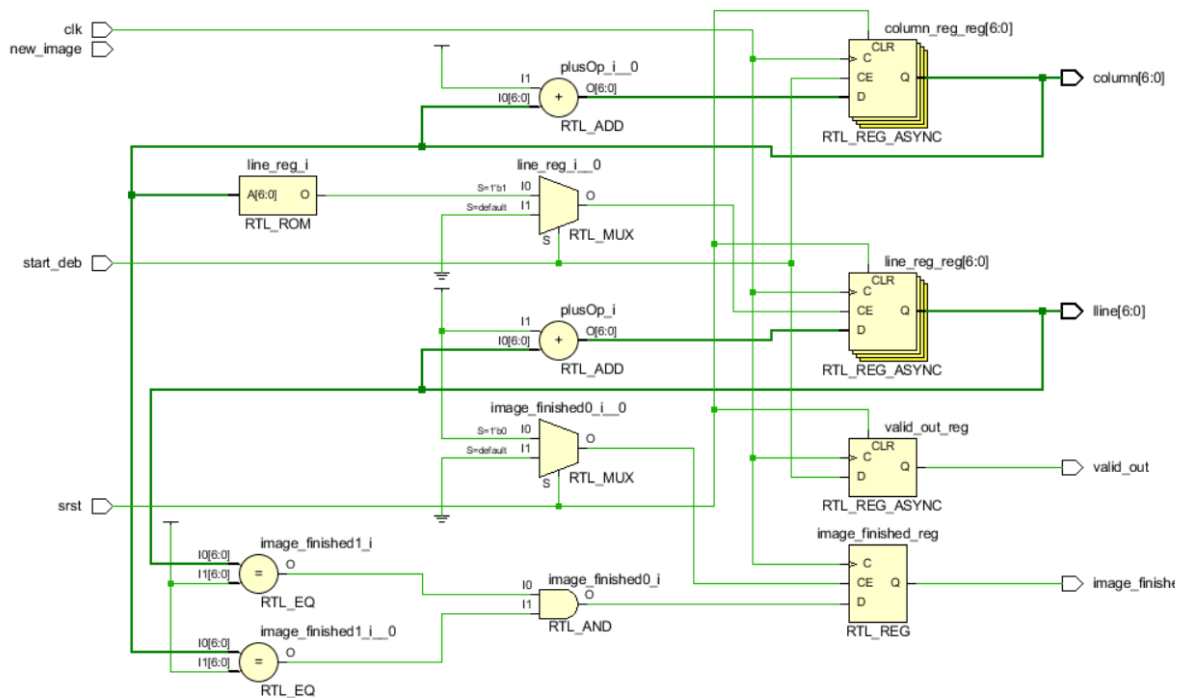 clk
new_image
column_reg_reg[6:0]
CLR
C
CE
D
Q
RTL_REG_ASYNC
column[6:0]
plusOp_i__0
I1
I0[6:0]
+
O[6:0]
RTL_ADD
line_reg_i
A[6:0]
O
RTL_ROM
line_reg_i__0
S=1'b1
I0
S=default
I1
O
S
RTL_MUX
start_deb
line_reg_reg[6:0]
CLR
C
CE
D
Q
RTL_REG_ASYNC
lline[6:0]
plusOp_i
I1
I0[6:0]
+
O[6:0]
RTL_ADD
image_finished0_i__0
S=1'b0
I0
S=default
I1
O
S
RTL_MUX
valid_out_reg
CLR
C
D
Q
RTL_REG_ASYNC
valid_out
srst
image_finished1_i
I0[6:0]
I1[6:0]
=
O
RTL_EQ
image_finished0_i
I0
I1
O
RTL_AND
image_finished_reg
C
CE
D
Q
RTL_REG
image_finishe
image_finished1_i__0
I0[6:0]
I1[6:0]
=
O
RTL_EQ